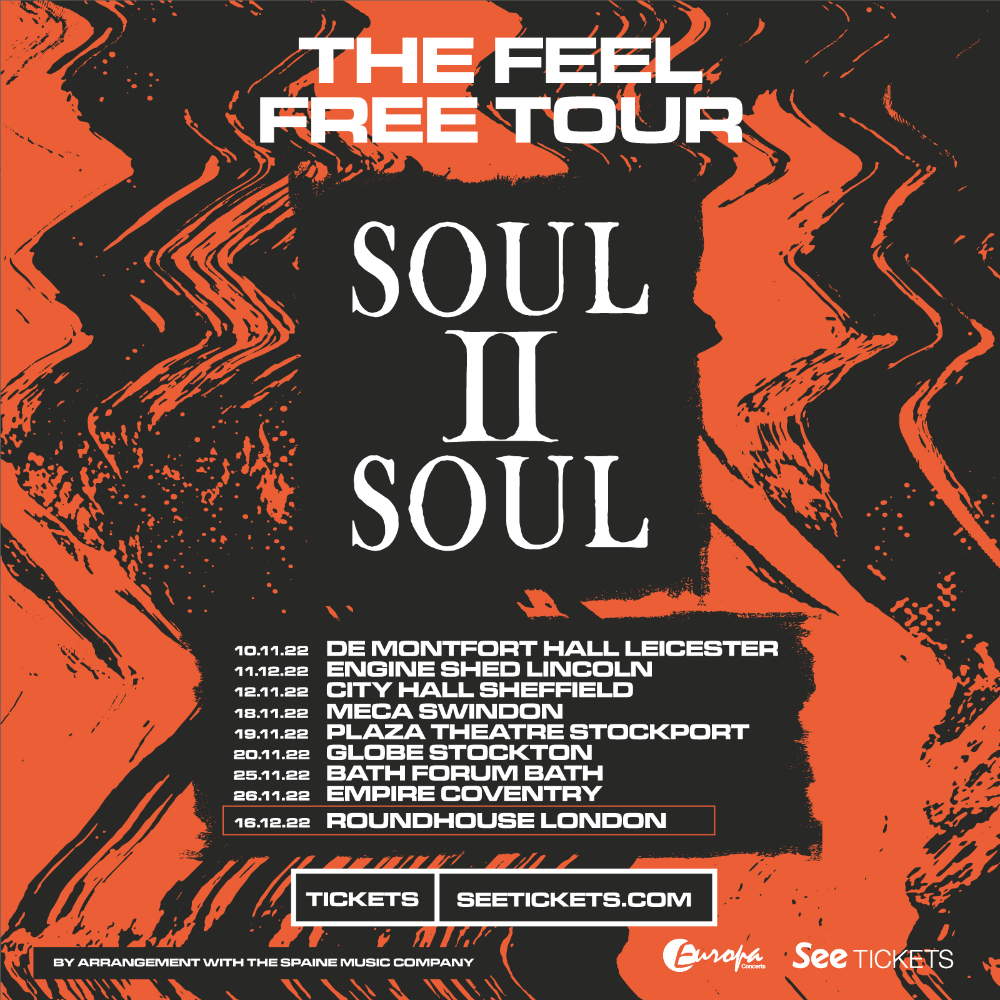 THE FEEL
FREE TOUR
SOUL
II
SOUL
10.11.22 DE MONTFORT HALL LEICESTER
11.12.22 ENGINE SHED LINCOLN
12.11.22 CITY HALL SHEFFIELD
18.11.22 MECA SWINDON
19.11.22 PLAZA THEATRE STOCKPORT
20.11.22 GLOBE STOCKTON
25.11.22 BATH FORUM BATH
26.11.22 EMPIRE COVENTRY
16.12.22 ROUNDHOUSE LONDON
TICKETS SEETICKETS.COM
BY ARRANGEMENT WITH THE SPAINE MUSIC COMPANY
Europa
Concerts
See TICKETS